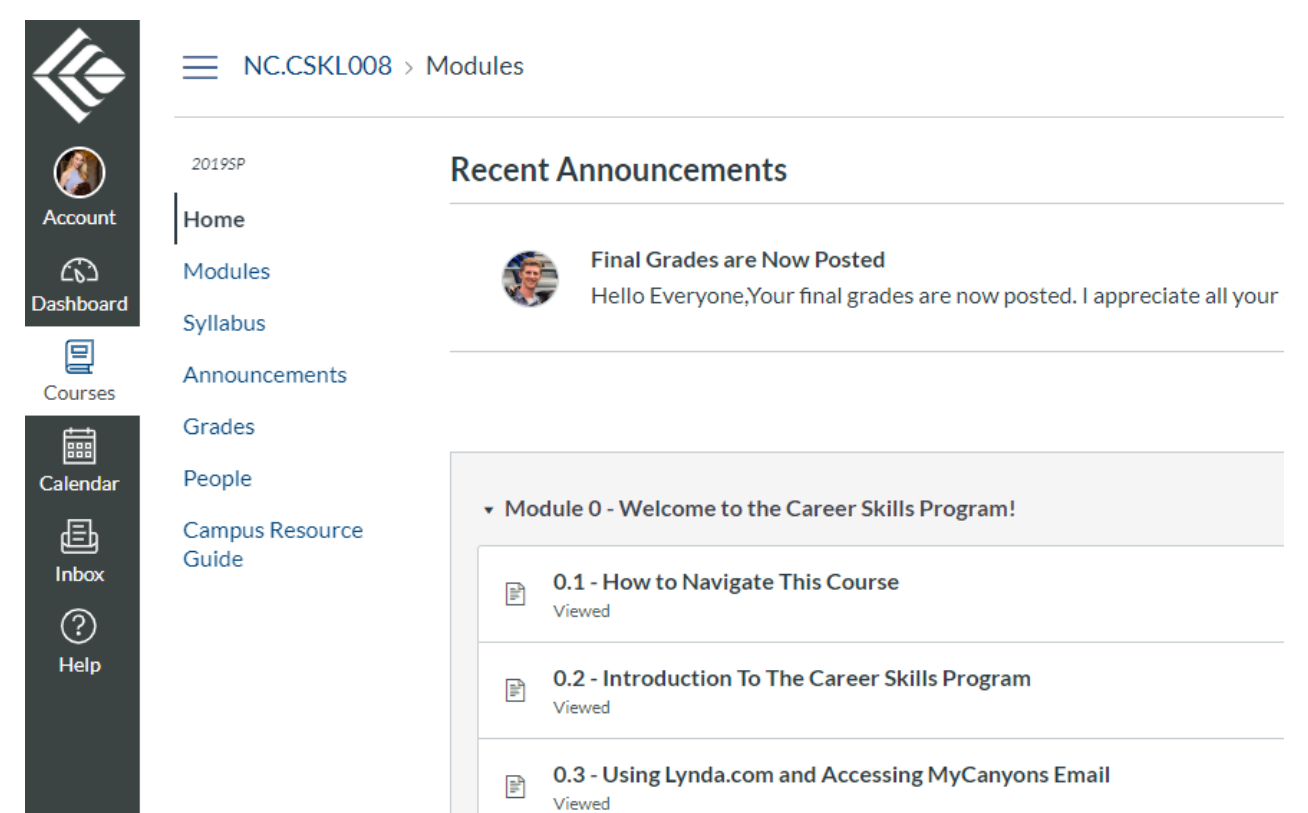 NC.CSKL008 > Modules
Account
Dashboard
Courses
Calendar
Inbox
Help
2019SP
Home
Modules
Syllabus
Announcements
Grades
People
Campus Resource
Guide
Recent Announcements
Final Grades are Now Posted
Hello Everyone,Your final grades are now posted. I appreciate all your
Module 0 - Welcome to the Career Skills Program!
0.1 - How to Navigate This Course
Viewed
0.2 - Introduction To The Career Skills Program
Viewed
0.3 - Using Lynda.com and Accessing MyCanyons Email
Viewed